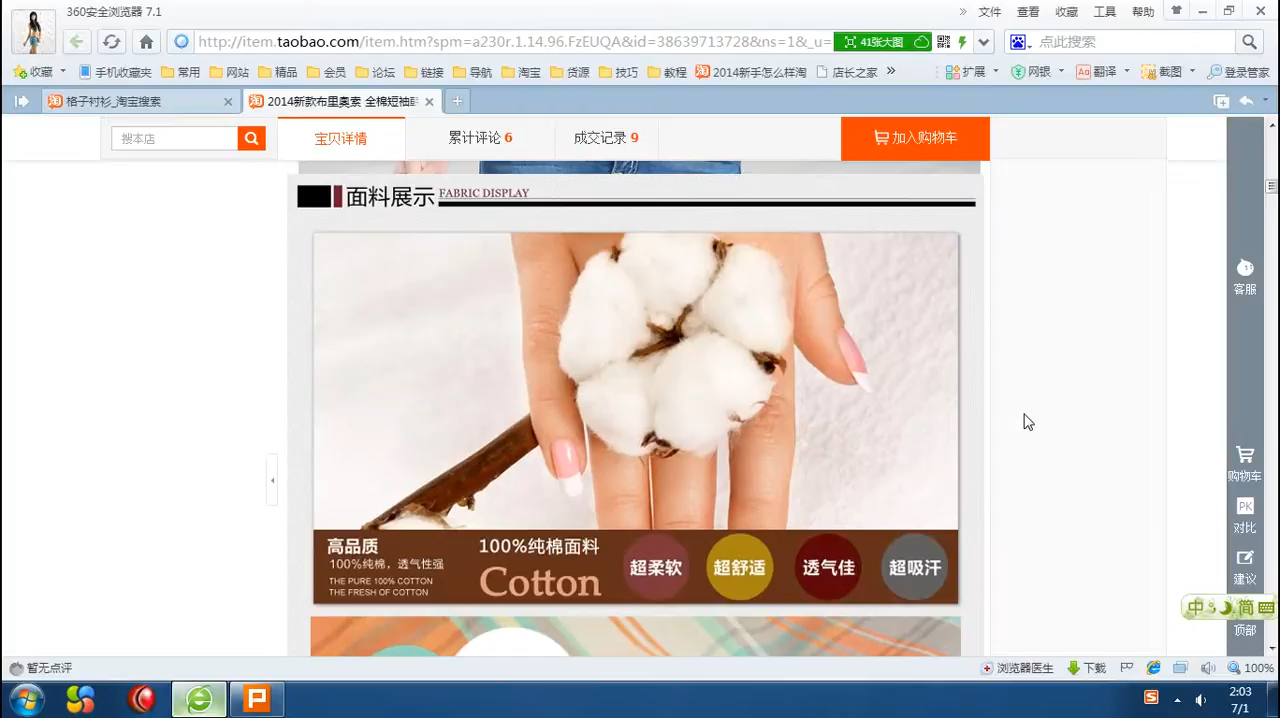 360安全浏览器 7.1
» 文件 查看 收藏 工具 帮助
http://item.taobao.com/item.htm?spm=a230r.1.14.96.FzEUQA&id=38639713728&ns=1&_u= 41张大图 点此搜索
收藏 手机收藏夹 常用 网站 精品 会员 论坛 链接 导航 淘宝 货源 技巧 教程 2014新手怎么样淘 店长之家 » 扩展 网银 Aa 翻译 截图 登录管家
格子衬衫_淘宝搜索 2014新款布里奥索 全棉短袖
搜本店 宝贝详情 累计评论 6 成交记录 9 加入购物车
面料展示 FABRIC DISPLAY
客服
高品质
100%纯棉，透气性强
THE PURE 100% COTTON
THE FRESH OF COTTON
100%纯棉面料
Cotton
超柔软 超舒适 透气佳 超吸汗
购物车
PK
对比
建议
中 简
顶部
暂无点评 浏览器医生 下载 100%
2:03
7/1